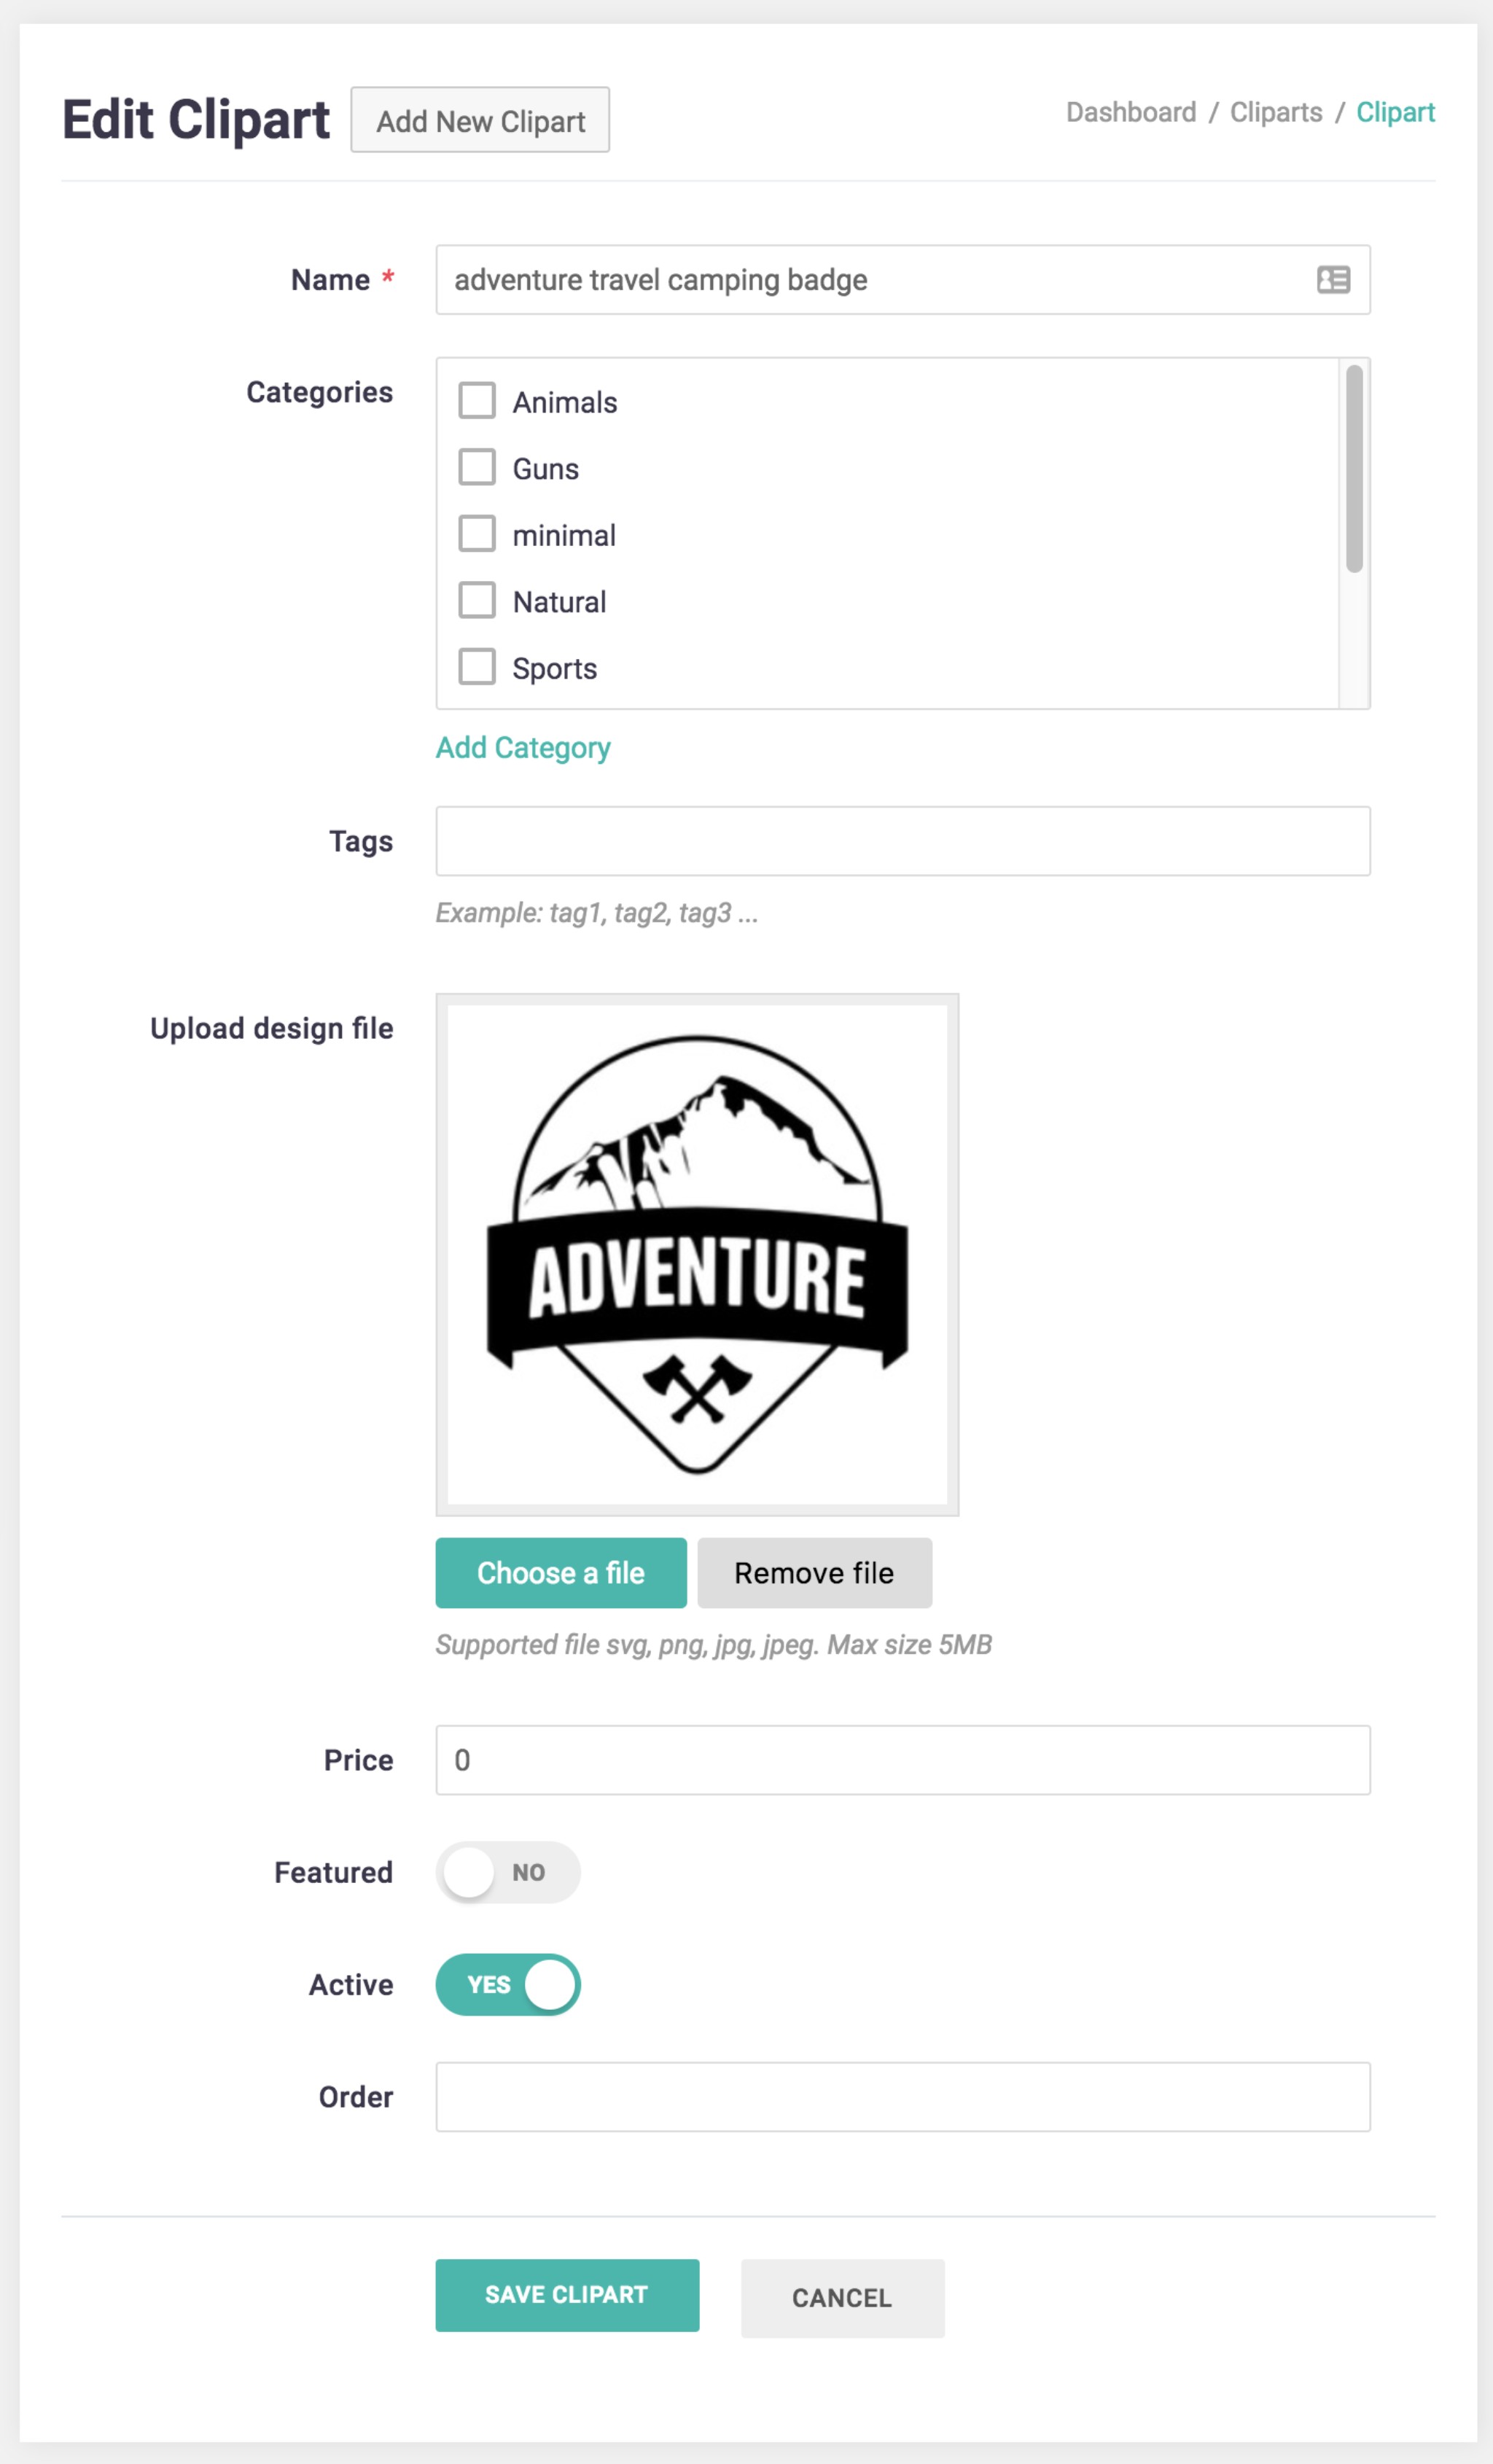 Edit Clipart Add New Clipart Dashboard / Cliparts / Clipart
Name * adventure travel camping badge
Categories
Animals
Guns
minimal
Natural
Sports
Add Category
Tags
Example: tag1, tag2, tag3 ...
Upload design file
ADVENTURE
Choose a file Remove file
Supported file svg, png, jpg, jpeg. Max size 5MB
Price 0
Featured NO
Active YES
Order
SAVE CLIPART CANCEL